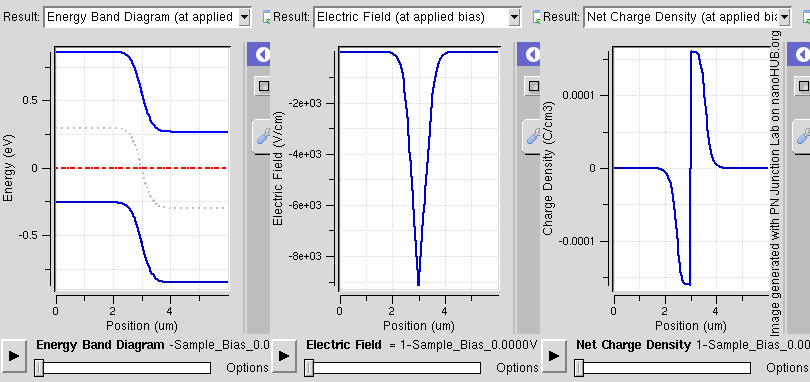 Result: Energy Band Diagram (at applied
Result: Electric Field (at applied bias)
Result: Net Charge Density (at applied bia
Energy (eV)
0.5
0
-0.5
0
2
4
Position (um)
Electric Field (V/cm)
0
-2e+03
-4e+03
-6e+03
-8e+03
0
2
4
Position (um)
Charge Density (C/cm3)
0.0001
0
-0.0001
0
2
4
Position (um)
Image generated with PN Junction Lab on nanoHUB.org
Energy Band Diagram -Sample_Bias_0.0
Options
Electric Field = 1-Sample_Bias_0.0000V
Options
Net Charge Density 1-Sample_Bias_0.00
Options